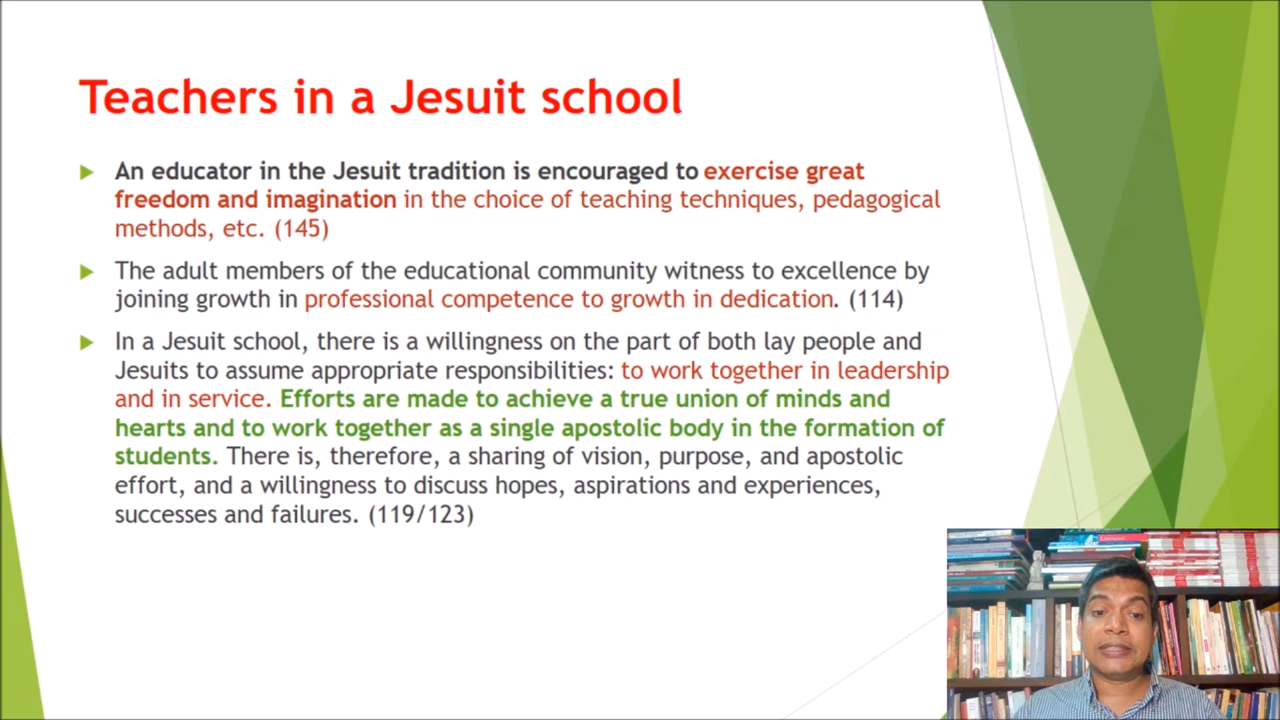 Teachers in a Jesuit school
An educator in the Jesuit tradition is encouraged to exercise great
freedom and imagination in the choice of teaching techniques, pedagogical
methods, etc. (145)
The adult members of the educational community witness to excellence by
joining growth in professional competence to growth in dedication. (114)
In a Jesuit school, there is a willingness on the part of both lay people and
Jesuits to assume appropriate responsibilities: to work together in leadership
and in service. Efforts are made to achieve a true union of minds and
hearts and to work together as a single apostolic body in the formation of
students. There is, therefore, a sharing of vision, purpose, and apostolic
effort, and a willingness to discuss hopes, aspirations and experiences,
successes and failures. (119/123)